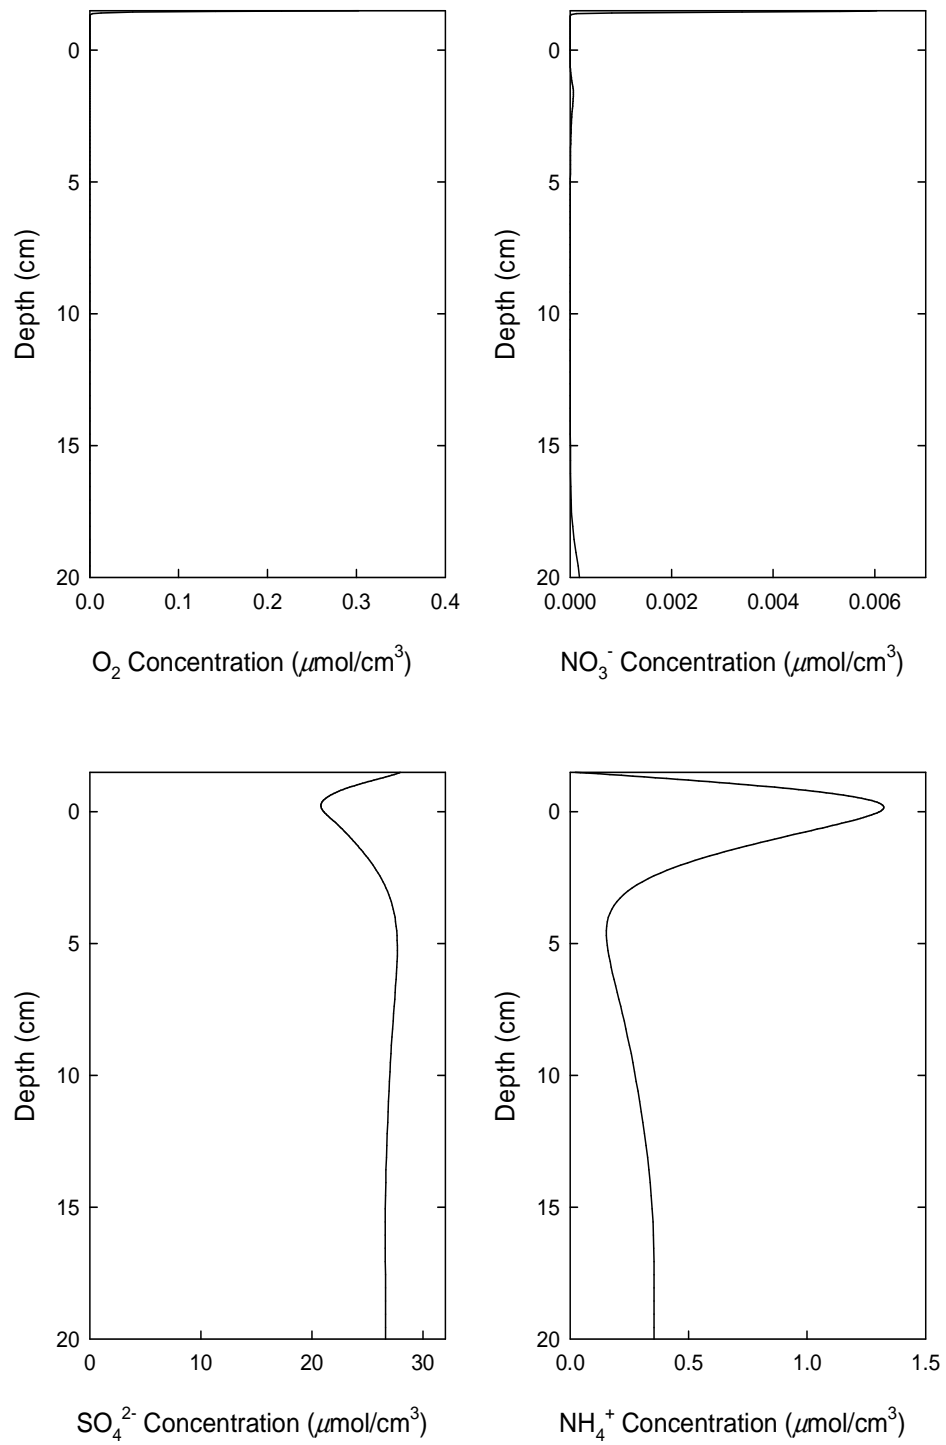 0
5
10
15
20
0.0 0.1 0.2 0.3 0.4
Depth (cm)
O₂ Concentration (μmol/cm³)
0
5
10
15
20
0.000 0.002 0.004 0.006
Depth (cm)
NO₃⁻ Concentration (μmol/cm³)
0
5
10
15
20
0 10 20 30
Depth (cm)
SO₄²⁻ Concentration (μmol/cm³)
0
5
10
15
20
0.0 0.5 1.0 1.5
Depth (cm)
NH₄⁺ Concentration (μmol/cm³)